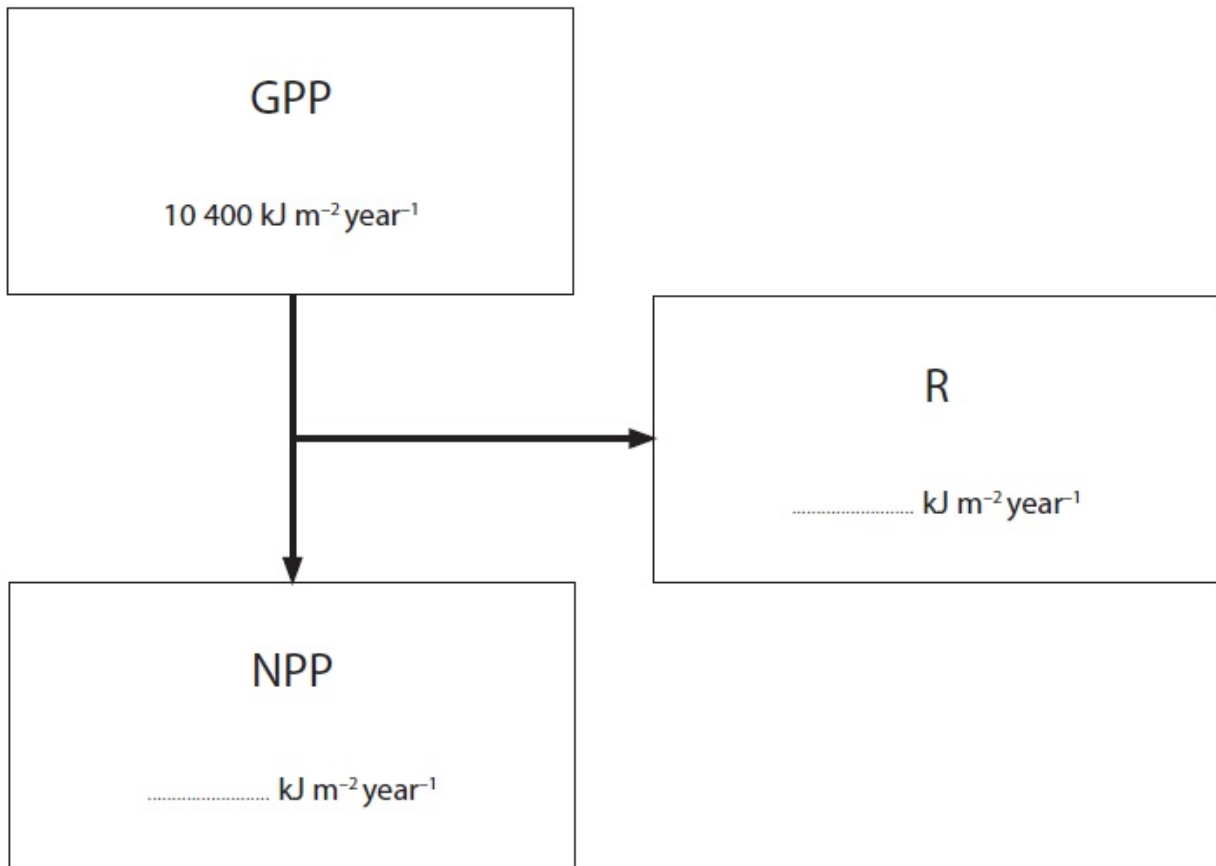 GPP
10 400 kJ m⁻² year⁻¹
R
........................ kJ m⁻² year⁻¹
NPP
........................ kJ m⁻² year⁻¹